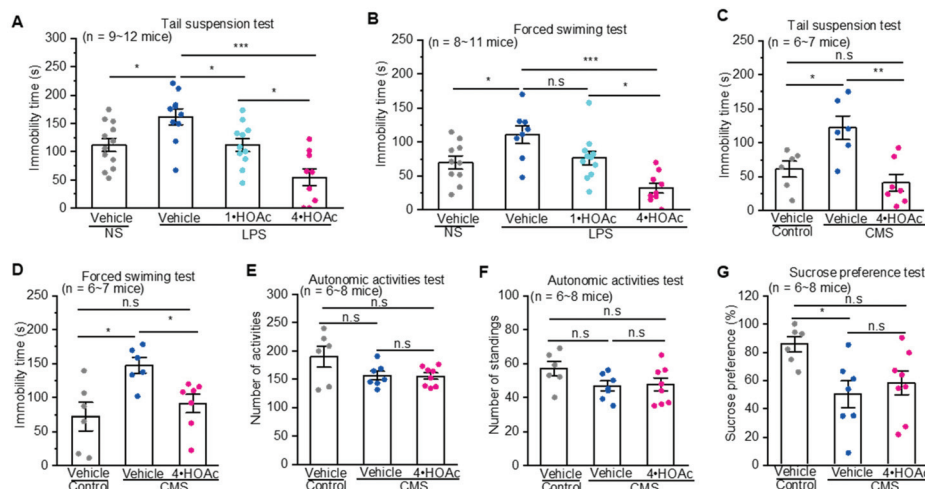 A
Tail suspension test
(n = 9~12 mice)
***
*
*
*
Immobility time (s)
300
250
200
150
100
50
0
Vehicle
Vehicle
1•HOAc
4•HOAc
NS
LPS
B
Forced swimming test
(n = 8~11 mice)
***
*
n.s
*
Immobility time (s)
250
200
150
100
50
0
Vehicle
Vehicle
1•HOAc
4•HOAc
NS
LPS
C
Tail suspension test
(n = 6~7 mice)
n.s
*
**
Immobility time (s)
250
200
150
100
50
0
Vehicle
Vehicle
4•HOAc
Control
CMS
D
Forced swiming test
(n = 6~7 mice)
n.s
*
*
Immobility time (s)
250
200
150
100
50
0
Vehicle
Vehicle
4•HOAc
Control
CMS
E
Autonomic activities test
(n = 6~8 mice)
n.s
n.s
n.s
Number of activities
300
250
200
150
100
50
0
Vehicle
Vehicle
4•HOAc
Control
CMS
F
Autonomic activities test
(n = 6~8 mice)
n.s
n.s
n.s
Number of standings
100
80
60
40
20
0
Vehicle
Vehicle
4•HOAc
Control
CMS
G
Sucrose preference test
(n = 6~8 mice)
n.s
*
n.s
Sucrose preference (%)
120
100
80
60
40
20
0
Vehicle
Vehicle
4•HOAc
Control
CMS